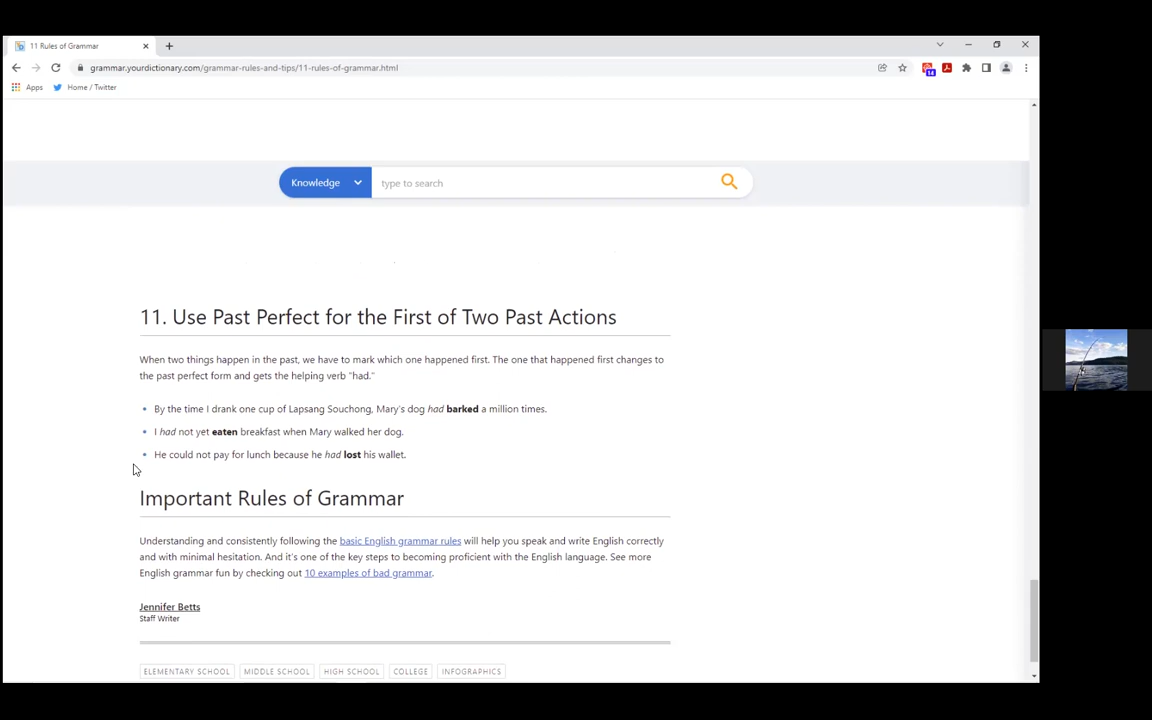 11 Rules of Grammar
grammar.yourdictionary.com/grammar-rules-and-tips/11-rules-of-grammar.html
14
Apps Home / Twitter
Knowledge type to search
11. Use Past Perfect for the First of Two Past Actions
When two things happen in the past, we have to mark which one happened first. The one that happened first changes to
the past perfect form and gets the helping verb "had."
By the time I drank one cup of Lapsang Souchong, Mary's dog had barked a million times.
I had not yet eaten breakfast when Mary walked her dog.
He could not pay for lunch because he had lost his wallet.
Important Rules of Grammar
Understanding and consistently following the basic English grammar rules will help you speak and write English correctly
and with minimal hesitation. And it's one of the key steps to becoming proficient with the English language. See more
English grammar fun by checking out 10 examples of bad grammar.
Jennifer Betts
Staff Writer
ELEMENTARY SCHOOL MIDDLE SCHOOL HIGH SCHOOL COLLEGE INFOGRAPHICS